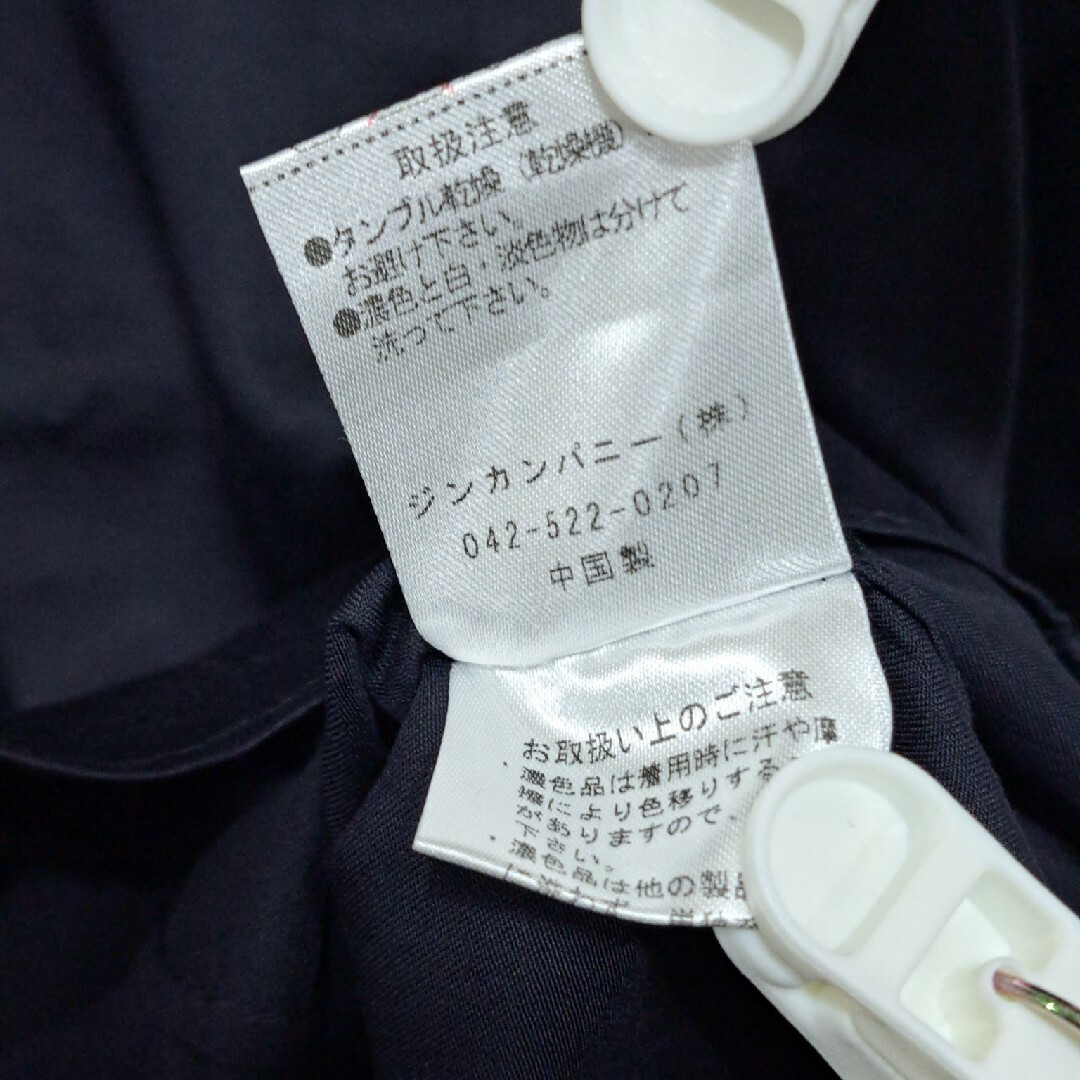 取扱注意
●タンブル乾燥（乾燥機）
お避け下さい。
●濃色と白・淡色物は分けて
洗って下さい。
ジンカンパニー（株）
042-522-0207
中国製
お取扱い上のご注意
・濃色品は着用時に汗や摩
擦により色移りする
がありますので、
下さい。
・濃色品は他の製品